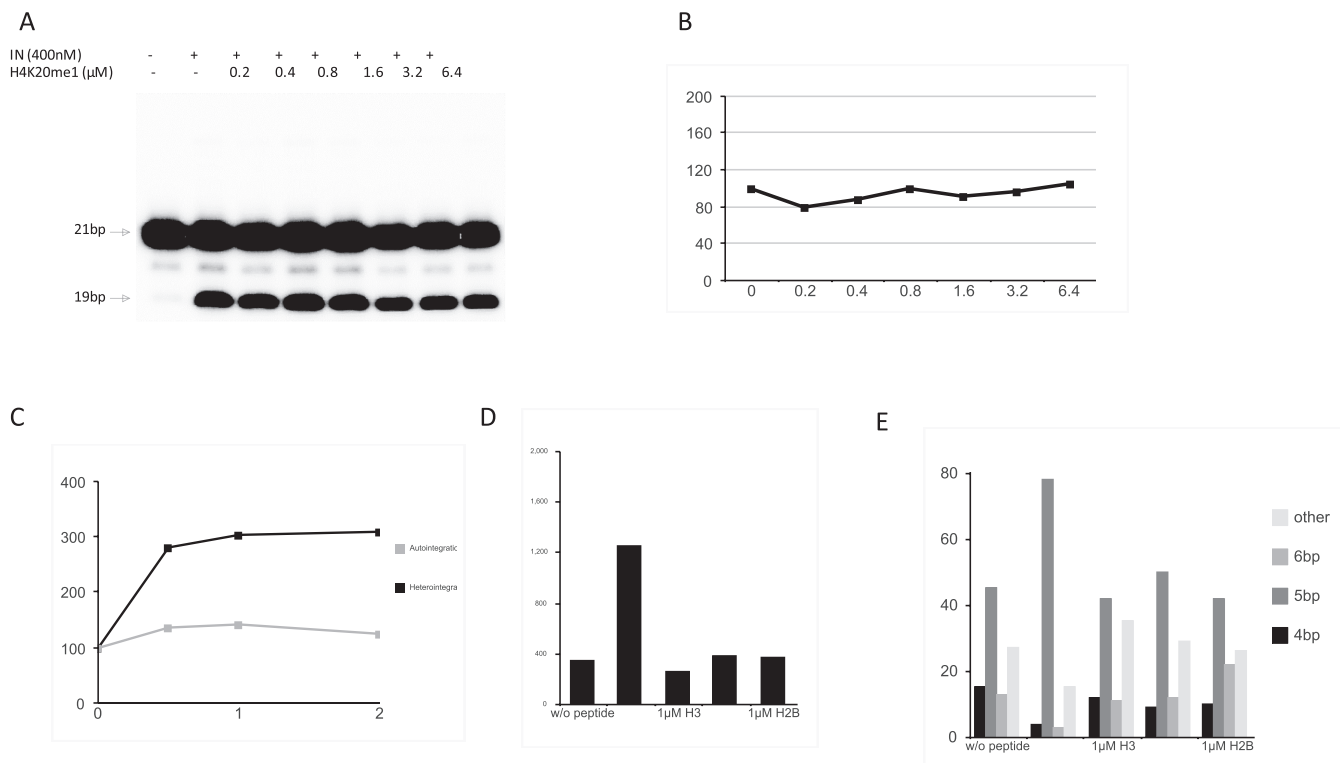 A
IN (400nM) - + + + + + + +
H4K20me1 (μM) - - 0.2 0.4 0.8 1.6 3.2 6.4
21bp
19bp
B
200
160
120
80
40
0
0 0.2 0.4 0.8 1.6 3.2 6.4
C
400
300
200
100
0
0 1 2
Autointegratic
Heterointegra
D
2,000
1,600
1,200
800
400
0
w/o peptide 1μM H3 1μM H2B
E
80
60
40
20
0
w/o peptide 1μM H3 1μM H2B
other
6bp
5bp
4bp